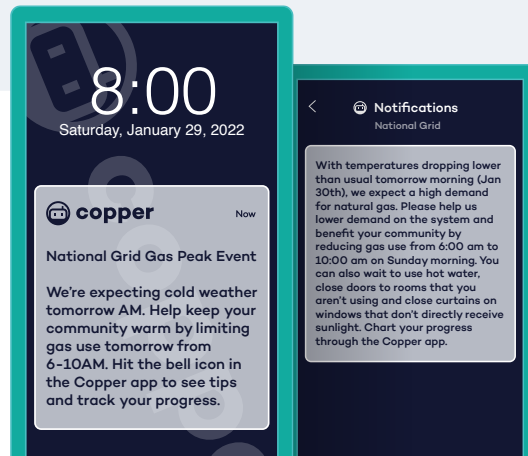 8:00
Saturday, January 29, 2022
copper
Now
National Grid Gas Peak Event
We're expecting cold weather
tomorrow AM. Help keep your
community warm by limiting
gas use tomorrow from
6-10AM. Hit the bell icon in
the Copper app to see tips
and track your progress.
Notifications
National Grid
With temperatures dropping lower
than usual tomorrow morning (Jan
30th), we expect a high demand
for natural gas. Please help us
lower demand on the system and
benefit your community by
reducing gas use from 6:00 am to
10:00 am on Sunday morning. You
can also wait to use hot water,
close doors to rooms that you
aren't using and close curtains on
windows that don't directly receive
sunlight. Chart your progress
through the Copper app.